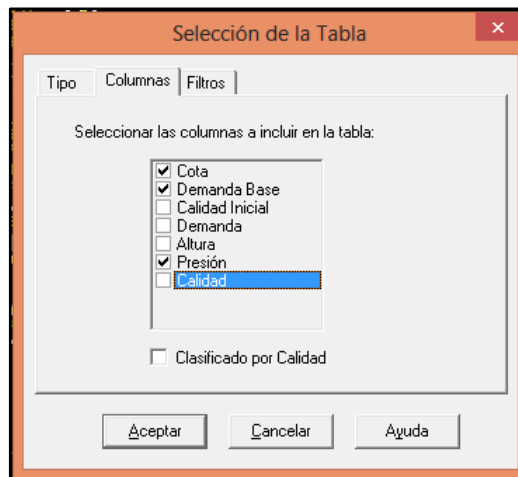 Selección de la Tabla
Tipo Columnas Filtros
Seleccionar las columnas a incluir en la tabla:
Cota
Demanda Base
Calidad Inicial
Demanda
Altura
Presión
Calidad
Clasificado por Calidad
Aceptar Cancelar Ayuda